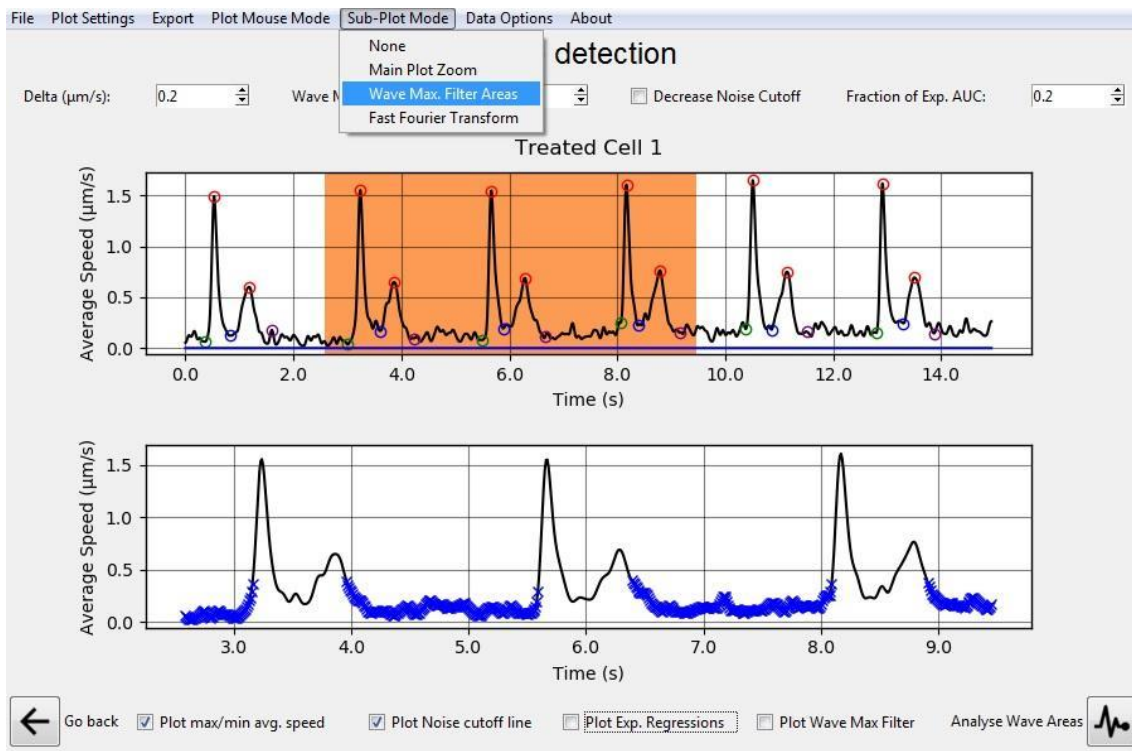 File Plot Settings Export Plot Mouse Mode Sub-Plot Mode Data Options About
None
Main Plot Zoom
Wave Max. Filter Areas
Fast Fourier Transform
detection
Delta (µm/s): 0.2 Wave Decrease Noise Cutoff Fraction of Exp. AUC: 0.2
Treated Cell 1
Average Speed (µm/s)
1.5
1.0
0.5
0.0
0.0 2.0 4.0 6.0 8.0 10.0 12.0 14.0
Time (s)
Average Speed (µm/s)
1.5
1.0
0.5
0.0
3.0 4.0 5.0 6.0 7.0 8.0 9.0
Time (s)
Go back Plot max/min avg. speed Plot Noise cutoff line Plot Exp. Regressions Plot Wave Max Filter Analyse Wave Areas